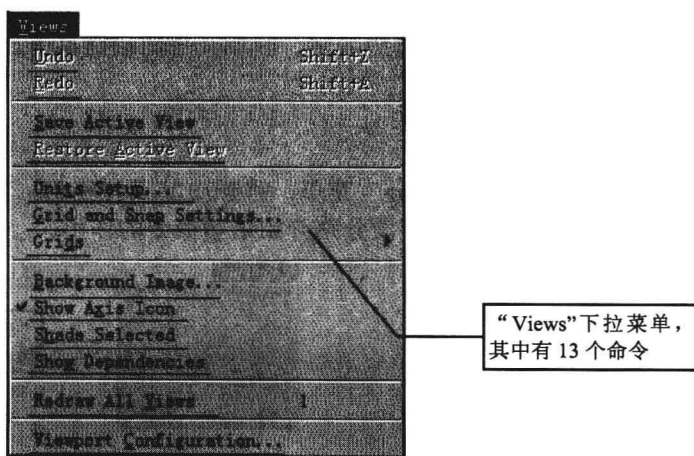 Views
Undo Shift+Z
Redo Shift+A
Save Active View
Restore Active View
Units Setup...
Grid and Snap Settings...
Grids
Background Image...
Show Axis Icon
Shade Selected
Show Dependencies
Redraw All Views 1
Viewport Configuration...
“Views”下拉菜单，
其中有 13 个命令